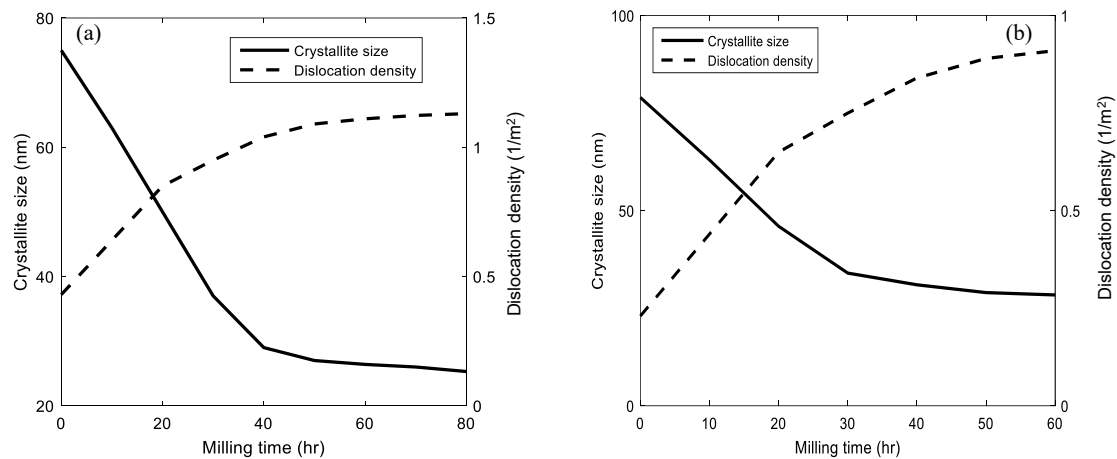 (a)
Crystallite size
Dislocation density
80
60
40
20
1.5
1
0.5
0
0 20 40 60 80
Crystallite size (nm)
Dislocation density (1/m²)
Milling time (hr)
(b)
Crystallite size
Dislocation density
100
50
0
1
0.5
0
0 10 20 30 40 50 60
Crystallite size (nm)
Dislocation density (1/m²)
Milling time (hr)